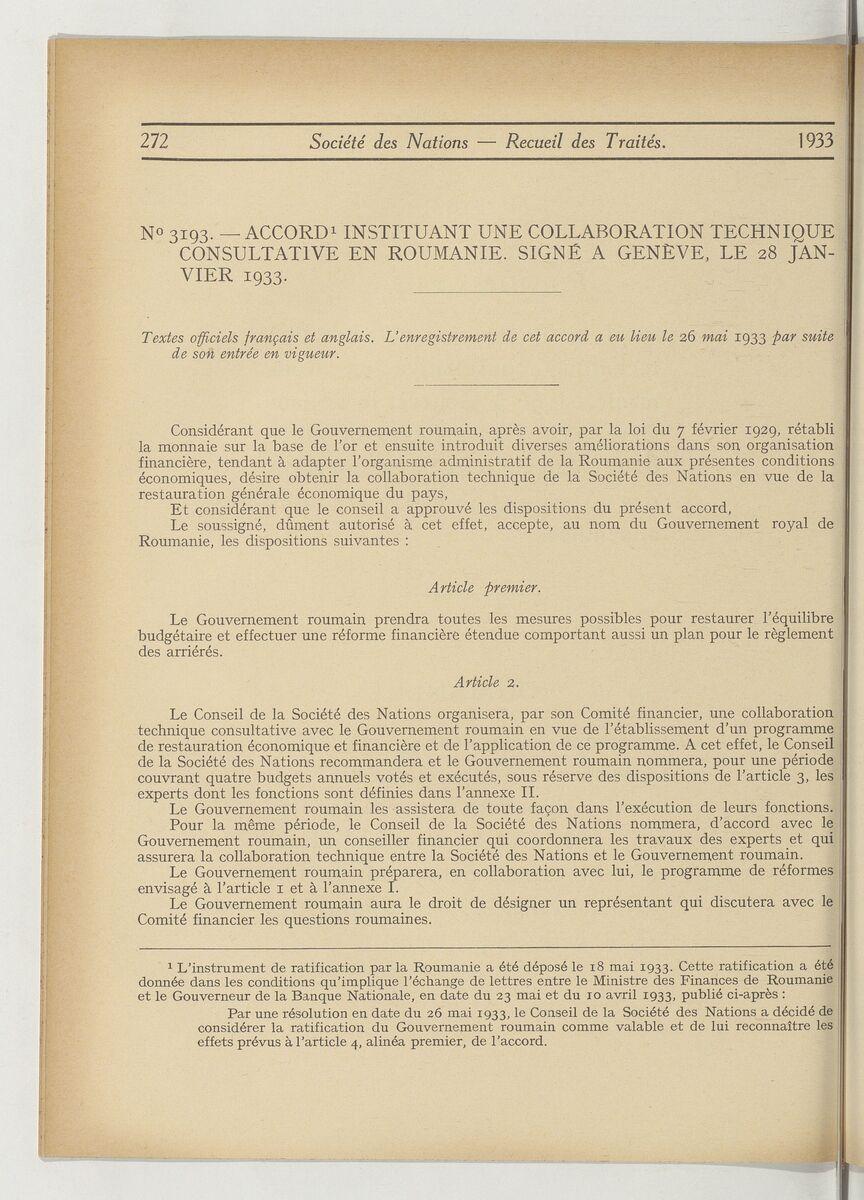 272 Société des Nations — Recueil des Traités. 1933
Nº 3193. — ACCORD¹ INSTITUANT UNE COLLABORATION TECHNIQUE
CONSULTATIVE EN ROUMANIE. SIGNÉ A GENÈVE, LE 28 JAN-
VIER 1933.
Textes officiels français et anglais. L'enregistrement de cet accord a eu lieu le 26 mai 1933 par suite
de son entrée en vigueur.
Considérant que le Gouvernement roumain, après avoir, par la loi du 7 février 1929, rétabli
la monnaie sur la base de l'or et ensuite introduit diverses améliorations dans son organisation
financière, tendant à adapter l'organisme administratif de la Roumanie aux présentes conditions
économiques, désire obtenir la collaboration technique de la Société des Nations en vue de la
restauration générale économique du pays,
Et considérant que le conseil a approuvé les dispositions du présent accord,
Le soussigné, dûment autorisé à cet effet, accepte, au nom du Gouvernement royal de
Roumanie, les dispositions suivantes :
Article premier.
Le Gouvernement roumain prendra toutes les mesures possibles pour restaurer l'équilibre
budgétaire et effectuer une réforme financière étendue comportant aussi un plan pour le règlement
des arriérés.
Article 2.
Le Conseil de la Société des Nations organisera, par son Comité financier, une collaboration
technique consultative avec le Gouvernement roumain en vue de l'établissement d'un programme
de restauration économique et financière et de l'application de ce programme. A cet effet, le Conseil
de la Société des Nations recommandera et le Gouvernement roumain nommera, pour une période
couvrant quatre budgets annuels votés et exécutés, sous réserve des dispositions de l'article 3, les
experts dont les fonctions sont définies dans l'annexe II.
Le Gouvernement roumain les assistera de toute façon dans l'exécution de leurs fonctions.
Pour la même période, le Conseil de la Société des Nations nommera, d'accord avec le
Gouvernement roumain, un conseiller financier qui coordonnera les travaux des experts et qui
assurera la collaboration technique entre la Société des Nations et le Gouvernement roumain.
Le Gouvernement roumain préparera, en collaboration avec lui, le programme de réformes
envisagé à l'article 1 et à l'annexe I.
Le Gouvernement roumain aura le droit de désigner un représentant qui discutera avec le
Comité financier les questions roumaines.
¹ L'instrument de ratification par la Roumanie a été déposé le 18 mai 1933. Cette ratification a été
donnée dans les conditions qu'implique l'échange de lettres entre le Ministre des Finances de Roumanie
et le Gouverneur de la Banque Nationale, en date du 23 mai et du 10 avril 1933, publié ci-après :
Par une résolution en date du 26 mai 1933, le Conseil de la Société des Nations a décidé de
considérer la ratification du Gouvernement roumain comme valable et de lui reconnaître les
effets prévus à l'article 4, alinéa premier, de l'accord.